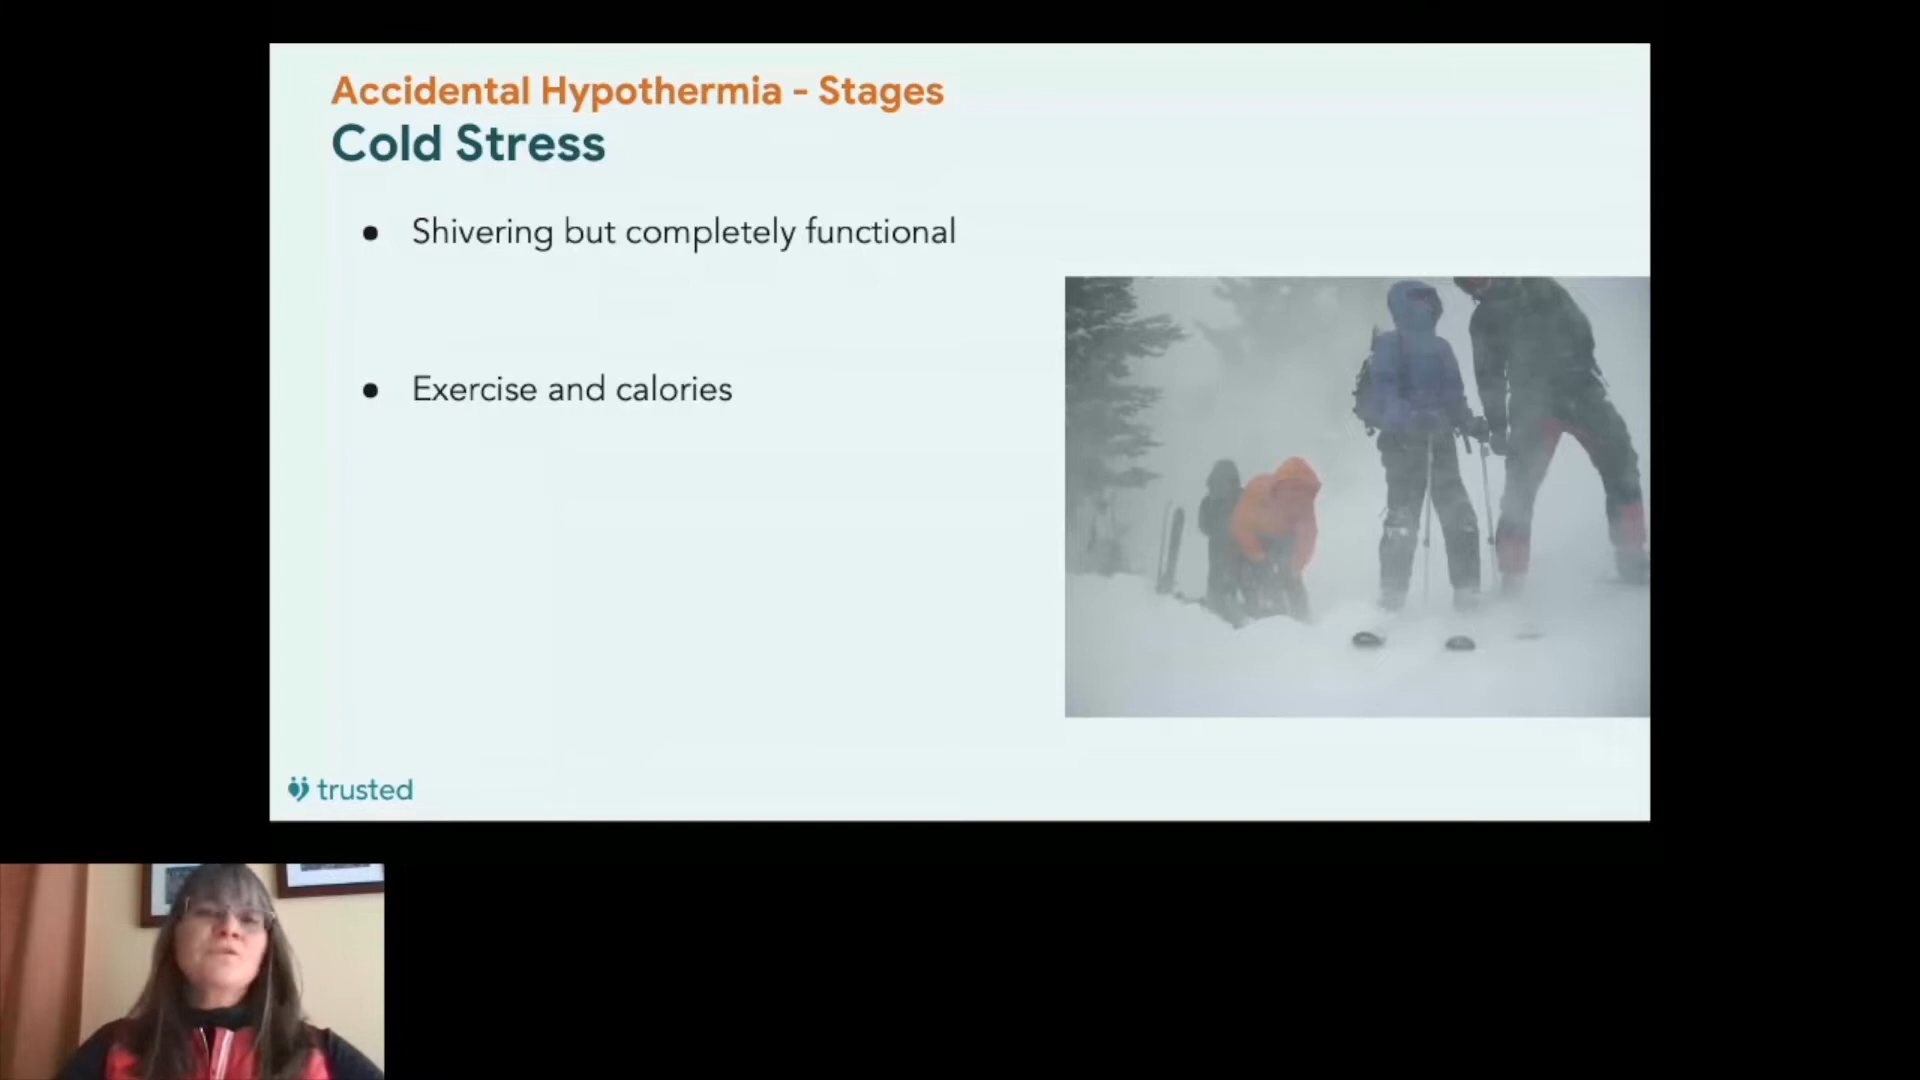 Accidental Hypothermia - Stages
Cold Stress
● Shivering but completely functional
● Exercise and calories
trusted